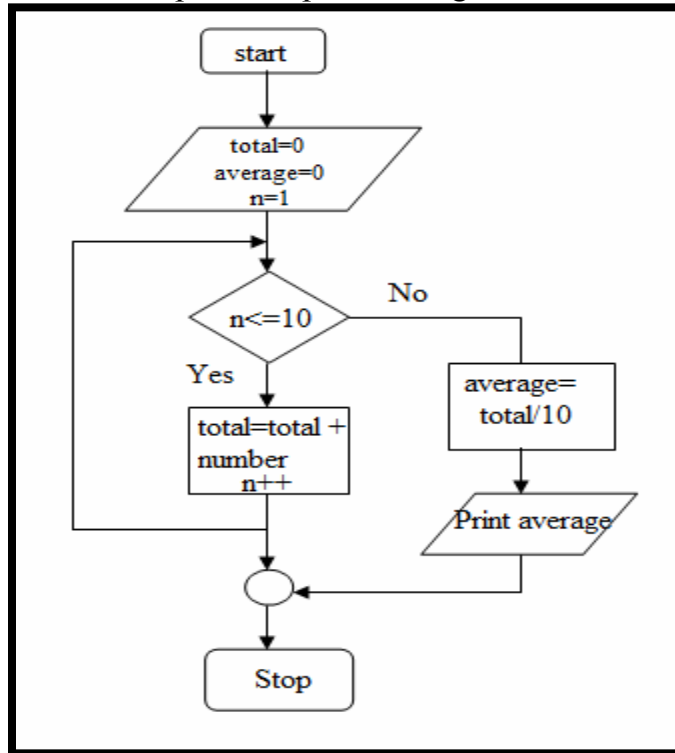 start
total=0
average=0
n=1
No
n<=10
Yes
average=
total/10
total=total +
number
n++
Print average
Stop